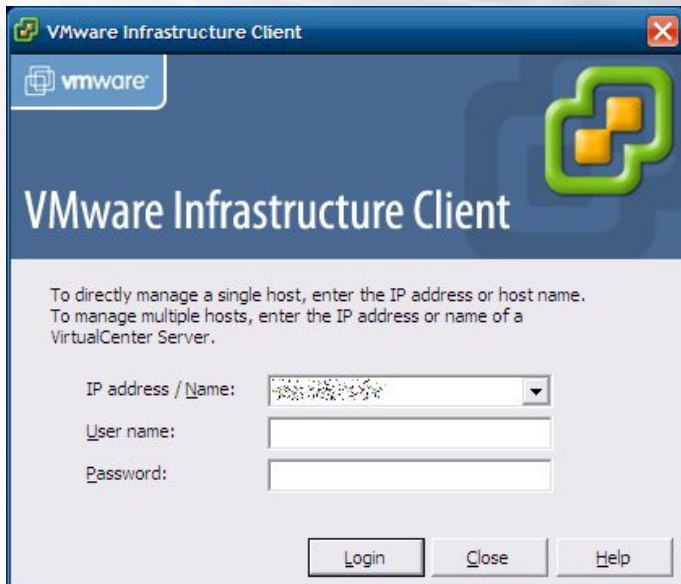 VMware Infrastructure Client
vmware
VMware Infrastructure Client
To directly manage a single host, enter the IP address or host name.
To manage multiple hosts, enter the IP address or name of a
VirtualCenter Server.
IP address / Name:
User name:
Password:
Login Close Help